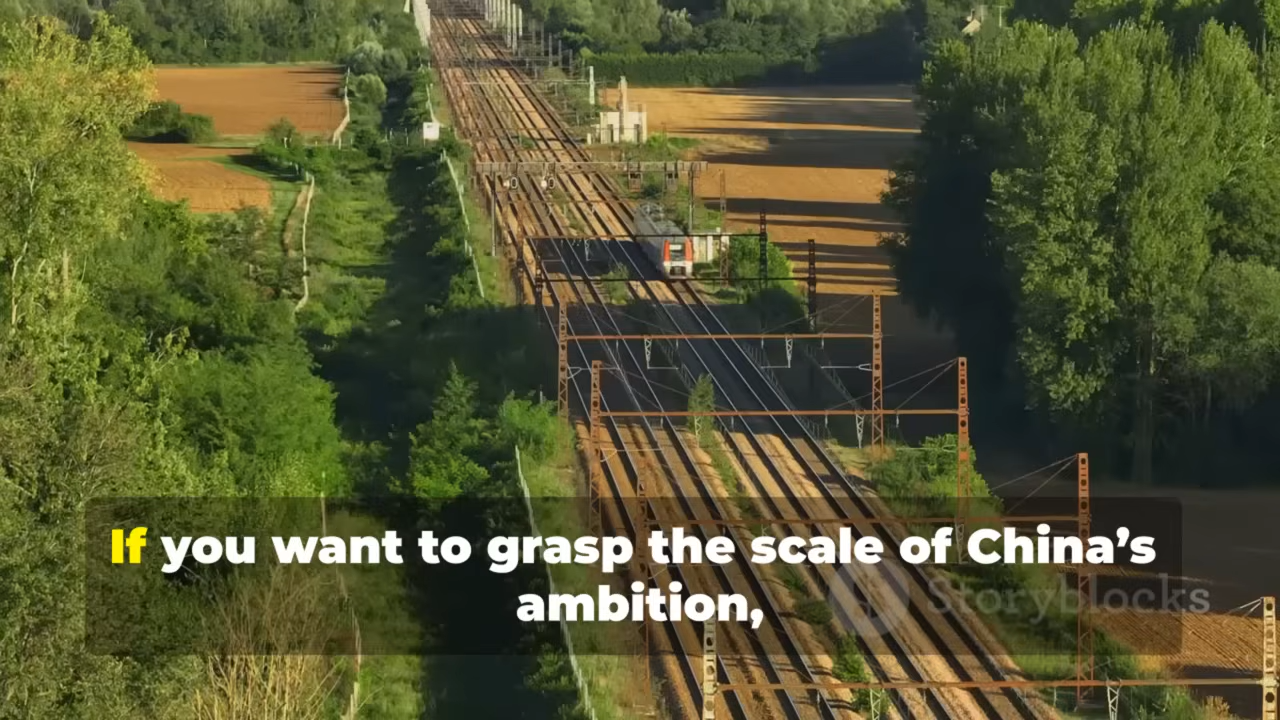 If you want to grasp the scale of China’s
ambition,
Storyblocks